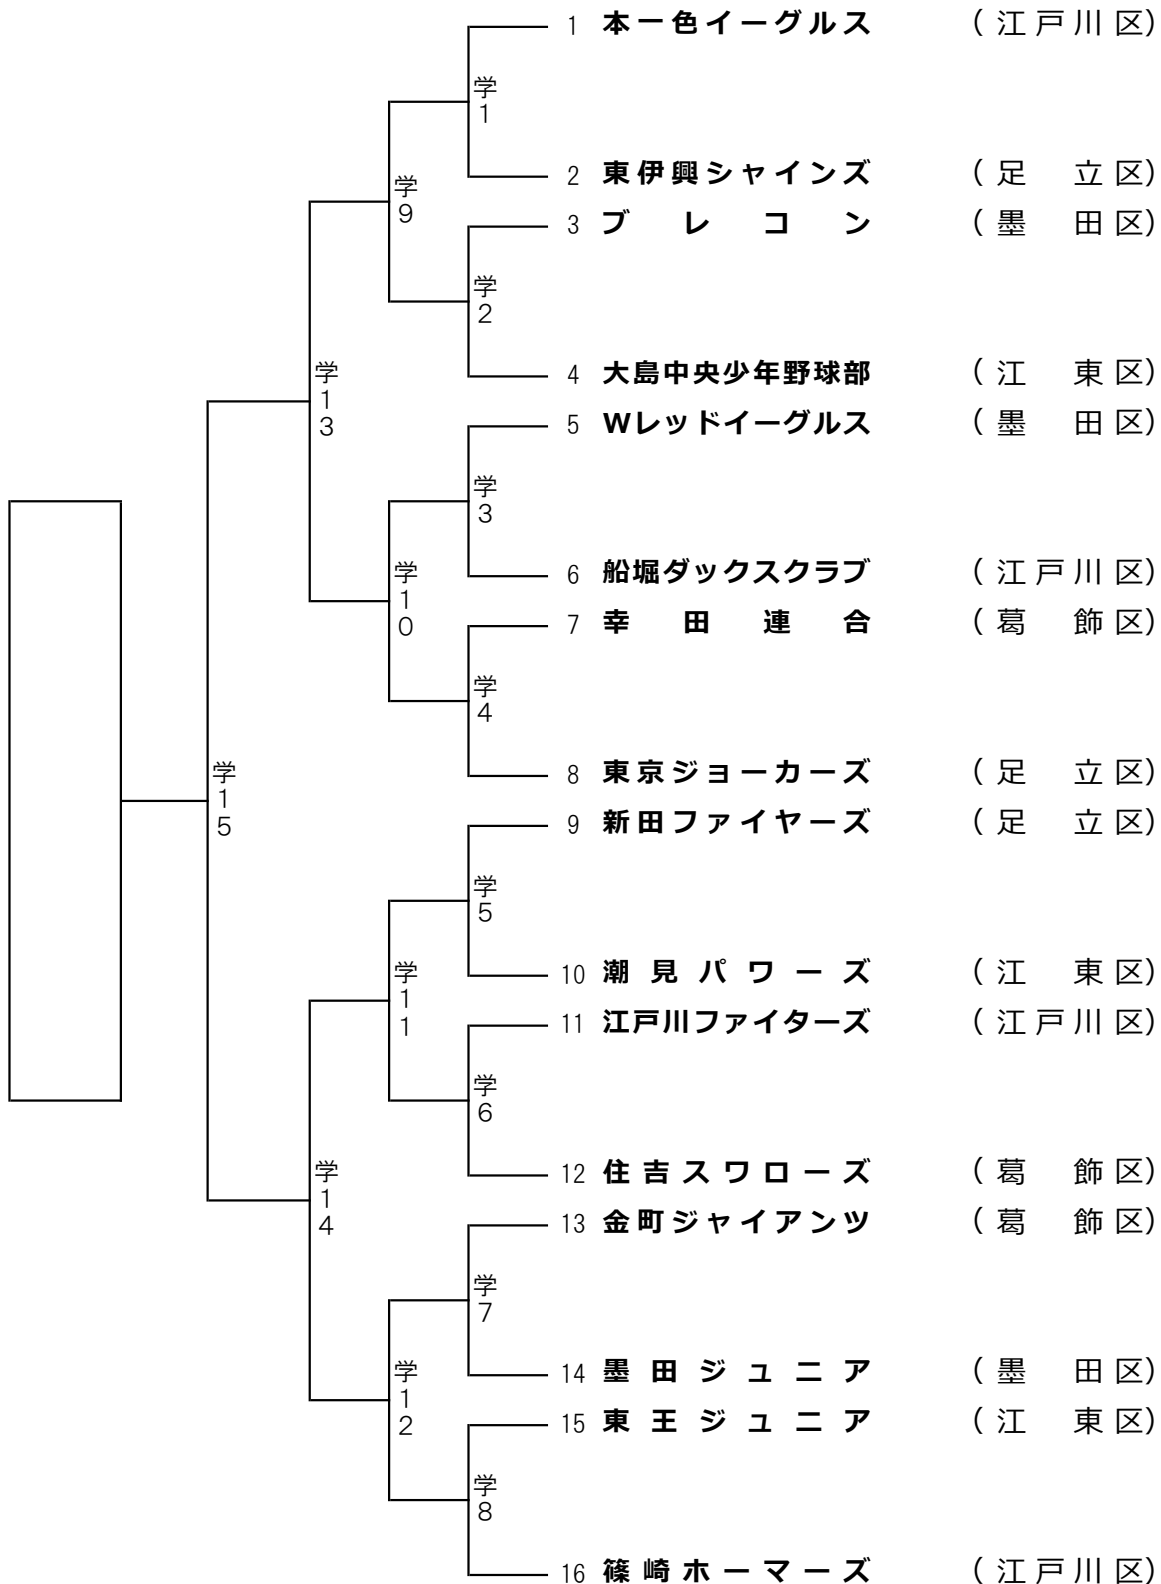 1 本一色イーグルス (江戸川区)
学1
2 東伊興シャインズ (足立区)
学9
3 ブレコン (墨田区)
学2
4 大島中央少年野球部 (江東区)
学13
5 Wレッドイーグルス (墨田区)
学3
6 船堀ダックスクラブ (江戸川区)
学10
7 幸田連合 (葛飾区)
学4
8 東京ジョーカーズ (足立区)
学15
9 新田ファイヤーズ (足立区)
学5
10 潮見パワーズ (江東区)
学11
11 江戸川ファイターズ (江戸川区)
学6
12 住吉スワローズ (葛飾区)
学14
13 金町ジャイアンツ (葛飾区)
学7
14 墨田ジュニア (墨田区)
学12
15 東王ジュニア (江東区)
学8
16 篠崎ホーマーズ (江戸川区)